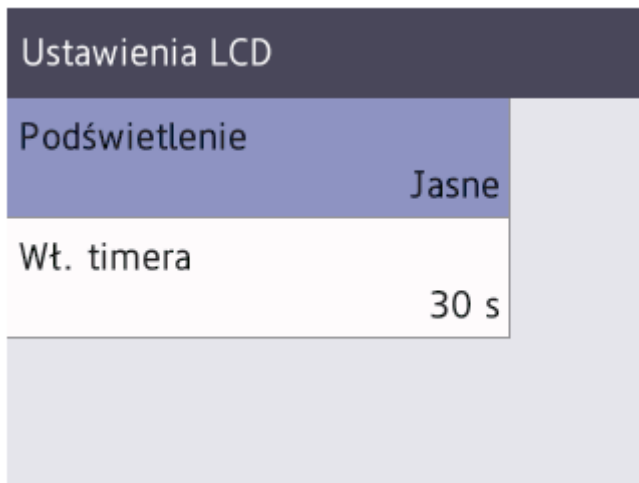 Ustawienia LCD
Podświetlenie
Jasne
Wł. timera
30 s